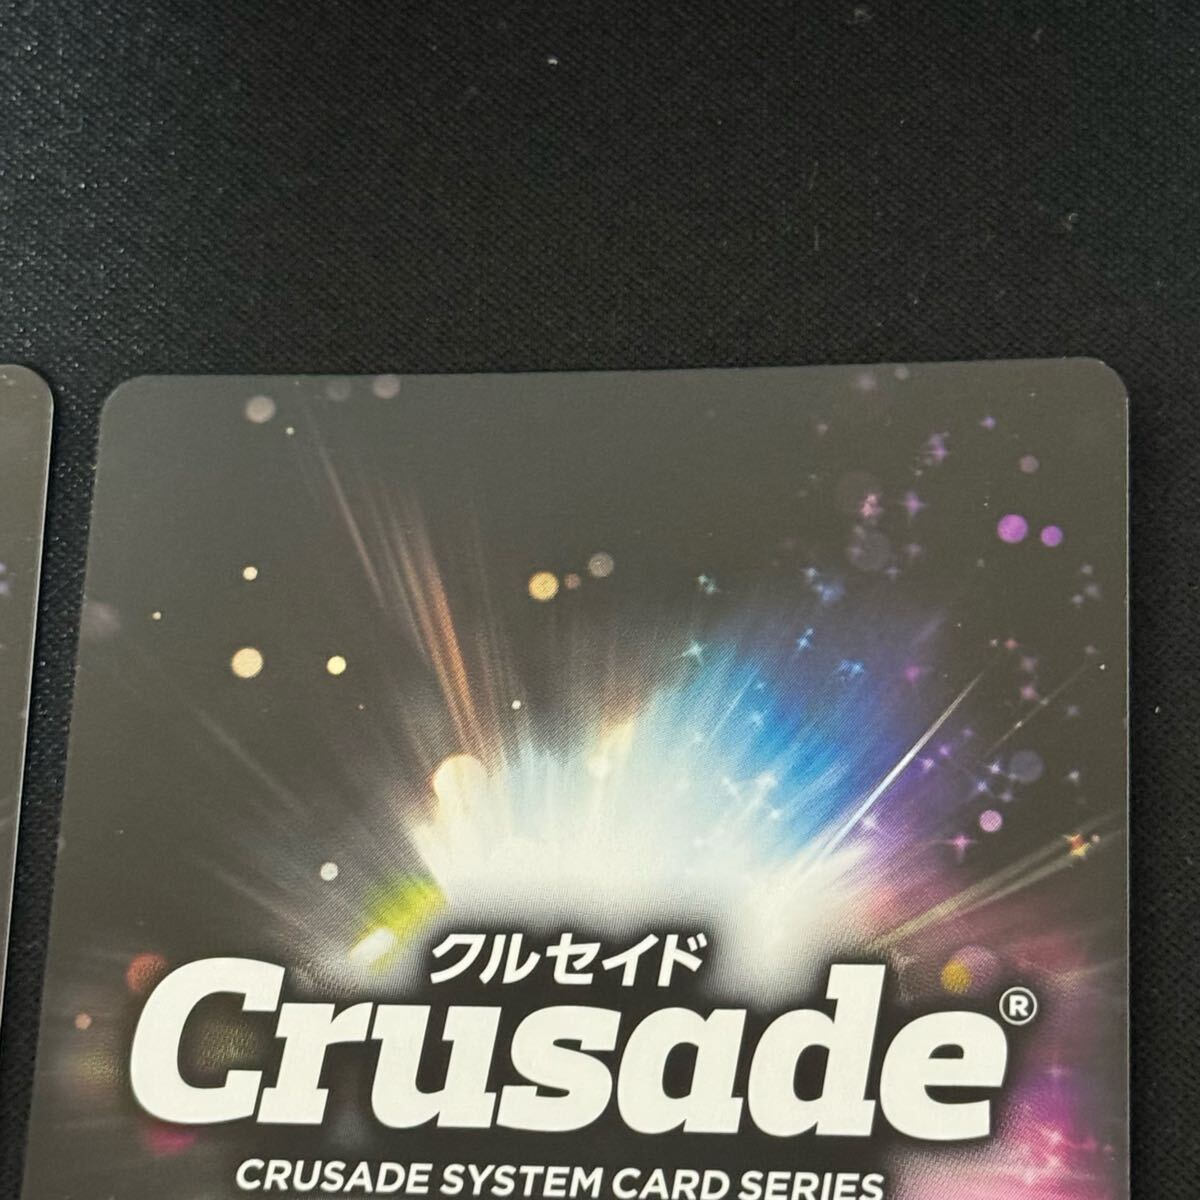 クルセイド
Crusade®
CRUSADE SYSTEM CARD SERIES